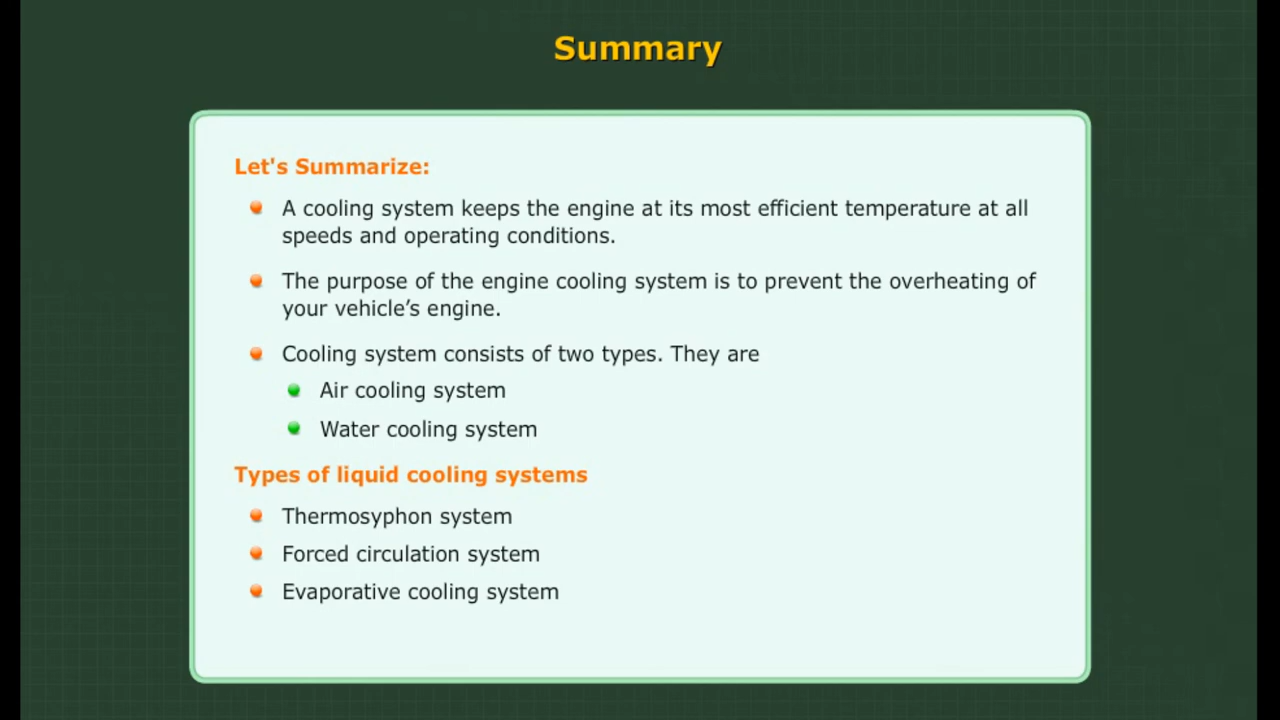 Summary
Let's Summarize:
A cooling system keeps the engine at its most efficient temperature at all
speeds and operating conditions.
The purpose of the engine cooling system is to prevent the overheating of
your vehicle’s engine.
Cooling system consists of two types. They are
Air cooling system
Water cooling system
Types of liquid cooling systems
Thermosyphon system
Forced circulation system
Evaporative cooling system